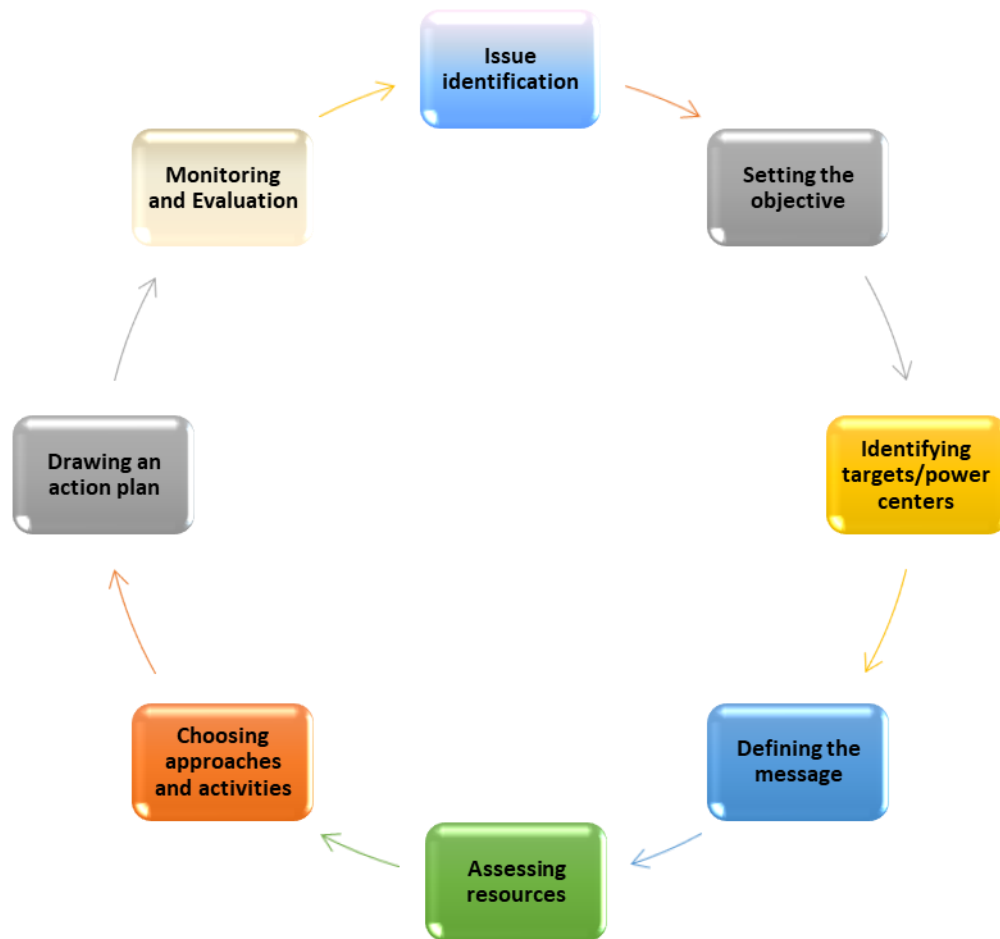 Issue
identification
Setting the
objective
Identifying
targets/power
centers
Defining the
message
Assessing
resources
Choosing
approaches
and activities
Drawing an
action plan
Monitoring
and Evaluation